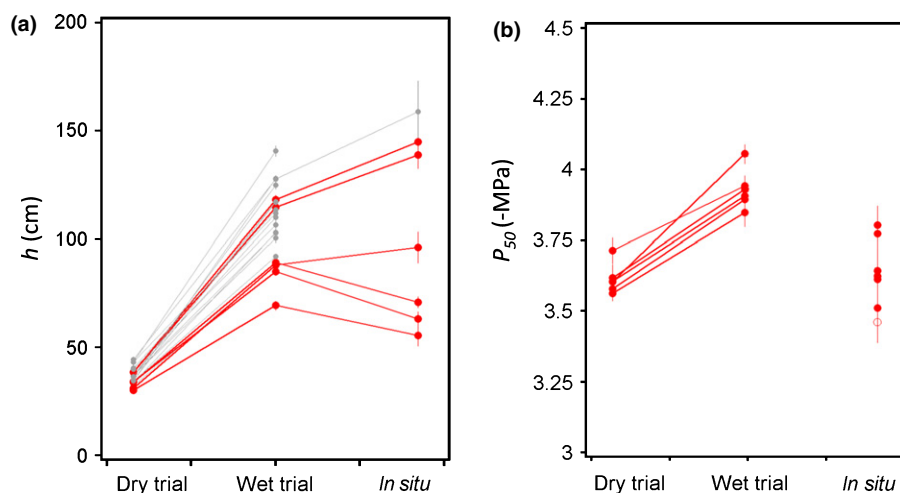 (a)
200
150
100
50
0
h (cm)
Dry trial Wet trial In situ
(b)
4.5
4.25
4
3.75
3.5
3.25
3
P50 (-MPa)
Dry trial Wet trial In situ